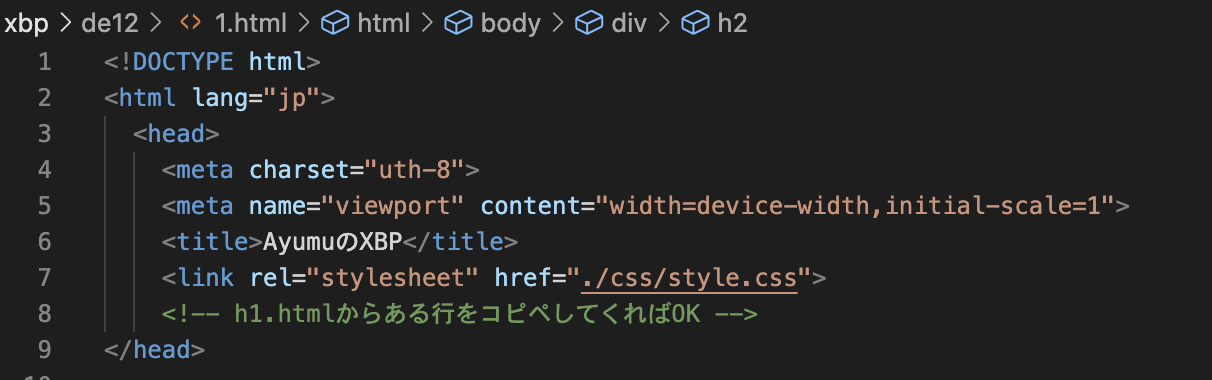 xbp > de12 > <> 1.html > html > body > div > h2
1 <!DOCTYPE html>
2 <html lang="jp">
3 <head>
4 <meta charset="uth-8">
5 <meta name="viewport" content="width=device-width,initial-scale=1">
6 <title>AyumuのXBP</title>
7 <link rel="stylesheet" href="./css/style.css">
8 <!-- h1.htmlからある行をコピペしてくればOK -->
9 </head>